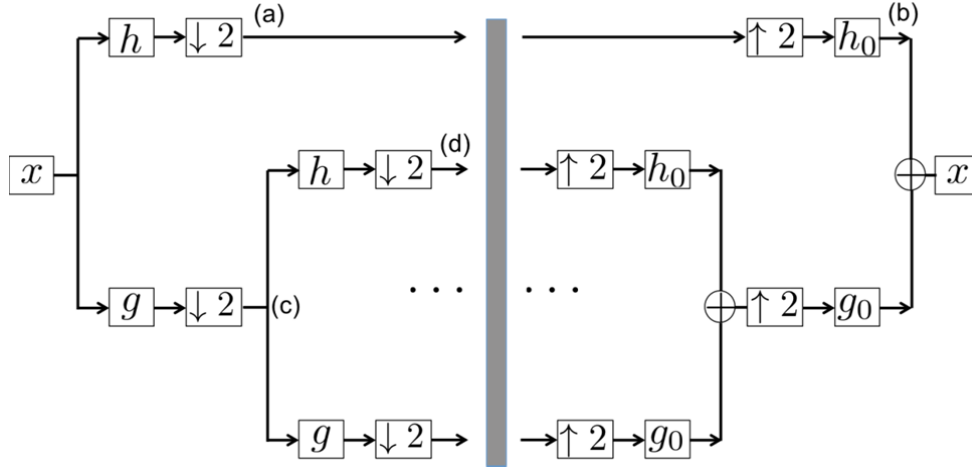 (a) (b)
h ↓ 2 ↑ 2 h₀
(d)
x h ↓ 2 ↑ 2 h₀ x
g ↓ 2 (c) · · · · · · ↑ 2 g₀
g ↓ 2 ↑ 2 g₀